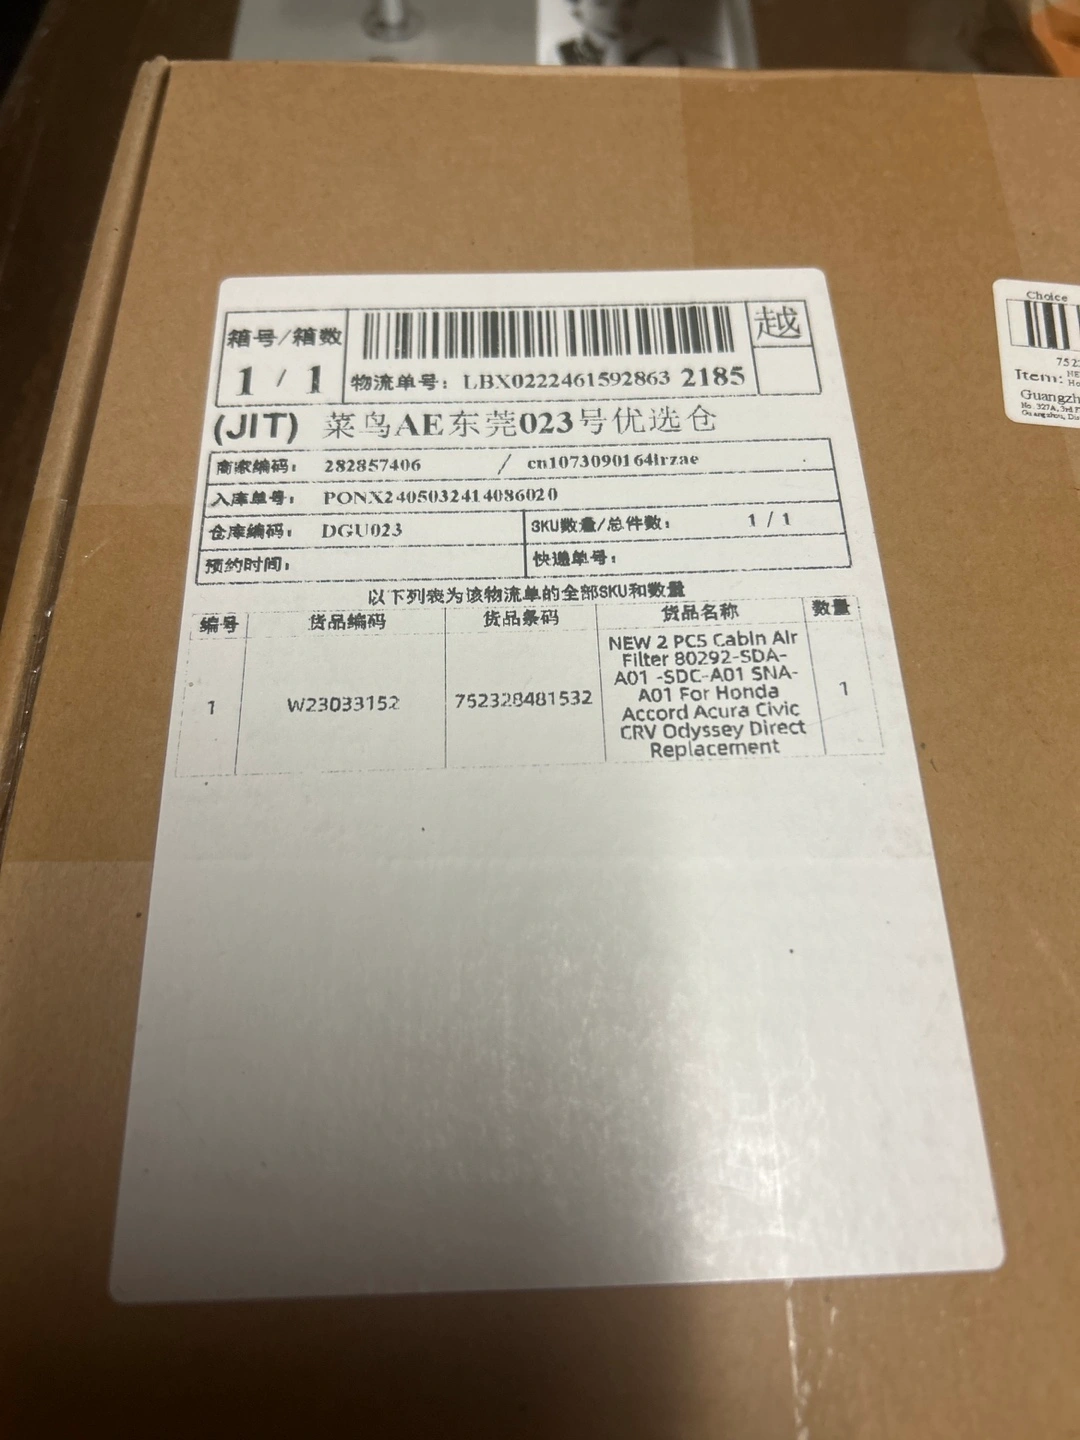 箱号/箱数
1 / 1
物流单号: LBX0222461592863 2185
越
(JIT) 菜鸟AE东莞023号优选仓
商家编码: 282857406 / cn1073090164lrzae
入库单号: PONX2405032414086020
仓库编码: DGU023
SKU数量/总件数: 1 / 1
预约时间:
快递单号:
以下列表为该物流单的全部SKU和数量
编号 货品编码 货品条码 货品名称 数量
1 W23033152 752328481532
NEW 2 PCS Cabin Air
Filter 80292-SDA-
A01 -SDC-A01 SNA-
A01 For Honda
Accord Acura Civic
CRV Odyssey Direct
Replacement
1
Choice
Item:
No. 327A, 3rd